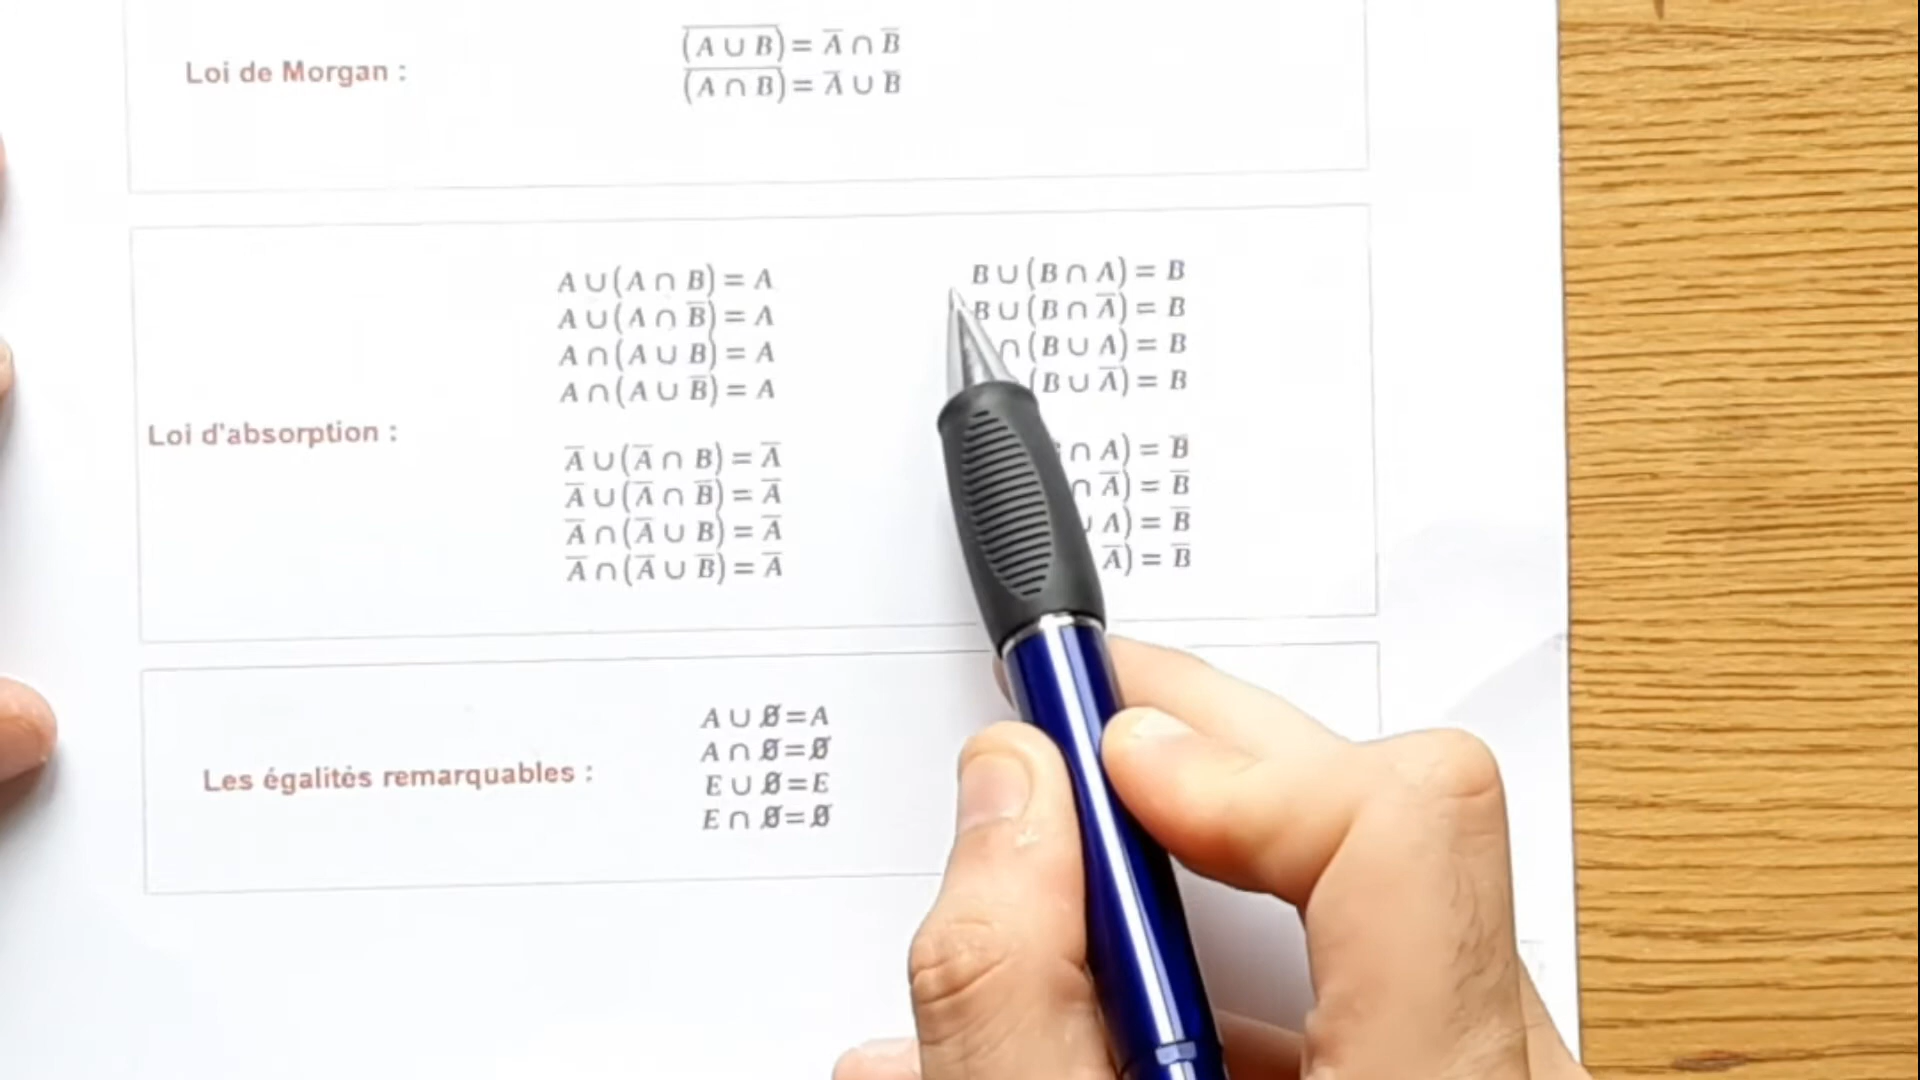 Loi de Morgan :
(A ∪ B)̅ = A̅ ∩ B̅
(A ∩ B)̅ = A̅ ∪ B̅
Loi d'absorption :
A ∪ (A ∩ B) = A
A ∪ (A ∩ B̅) = A
A ∩ (A ∪ B) = A
A ∩ (A ∪ B̅) = A
A̅ ∪ (A̅ ∩ B) = A̅
A̅ ∪ (A̅ ∩ B̅) = A̅
A̅ ∩ (A̅ ∪ B) = A̅
A̅ ∩ (A̅ ∪ B̅) = A̅
B ∪ (B ∩ A) = B
B ∪ (B ∩ A̅) = B
∩ (B ∪ A) = B
(B ∪ A̅) = B
∩ A) = B̅
∩ A̅) = B̅
A) = B̅
A̅) = B̅
Les égalités remarquables :
A ∪ Ø = A
A ∩ Ø = Ø
E ∪ Ø = E
E ∩ Ø = Ø